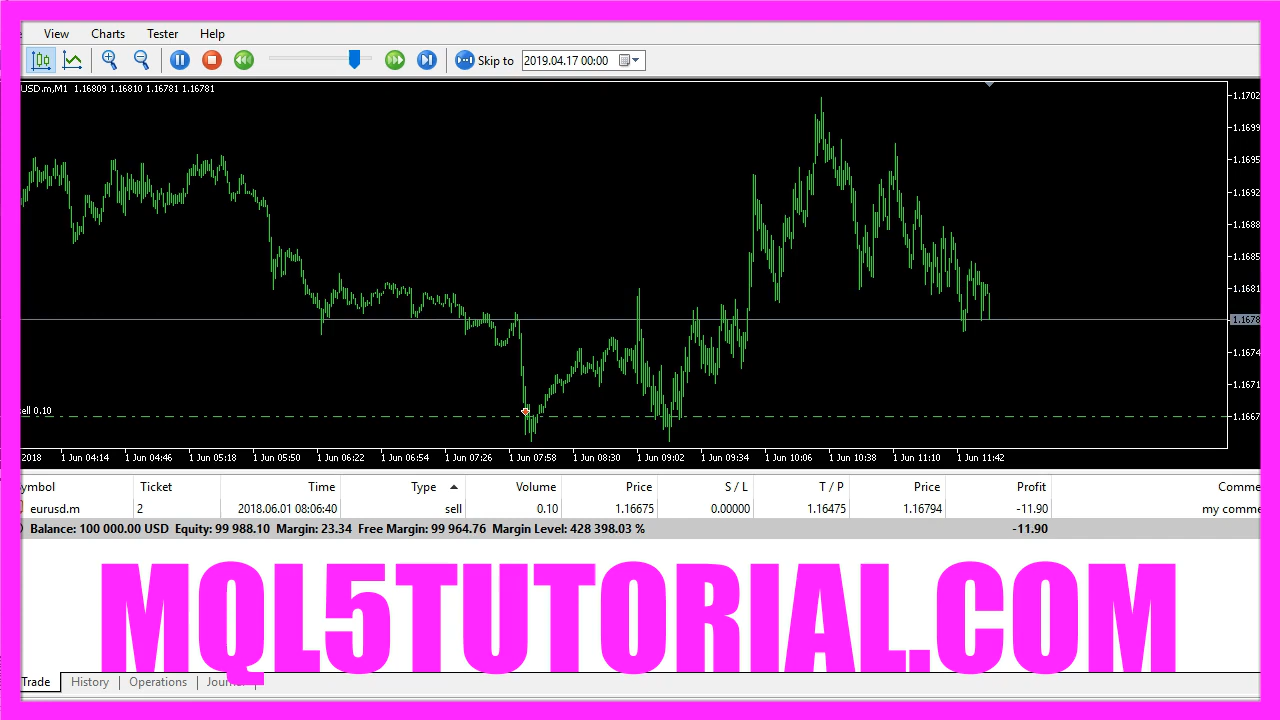 View Charts Tester Help
Skip to 2019.04.17 00:00
USD.m,M1 1.16809 1.16810 1.16781 1.16781
1.1702
1.1699
1.1695
1.1692
1.1688
1.1685
1.1681
1.1678
1.1674
1.1671
1.1667
sell 0.10
2018 1 Jun 04:14 1 Jun 04:46 1 Jun 05:18 1 Jun 05:50 1 Jun 06:22 1 Jun 06:54 1 Jun 07:26 1 Jun 07:58 1 Jun 08:30 1 Jun 09:02 1 Jun 09:34 1 Jun 10:06 1 Jun 10:38 1 Jun 11:10 1 Jun 11:42
ymbol Ticket Time Type Volume Price S / L T / P Price Profit Comme
eurusd.m 2 2018.06.01 08:06:40 sell 0.10 1.16675 0.00000 1.16475 1.16794 -11.90 my comme
Balance: 100 000.00 USD Equity: 99 988.10 Margin: 23.34 Free Margin: 99 964.76 Margin Level: 428 398.03 % -11.90
MQL5TUTORIAL.COM
Trade History Operations Journ